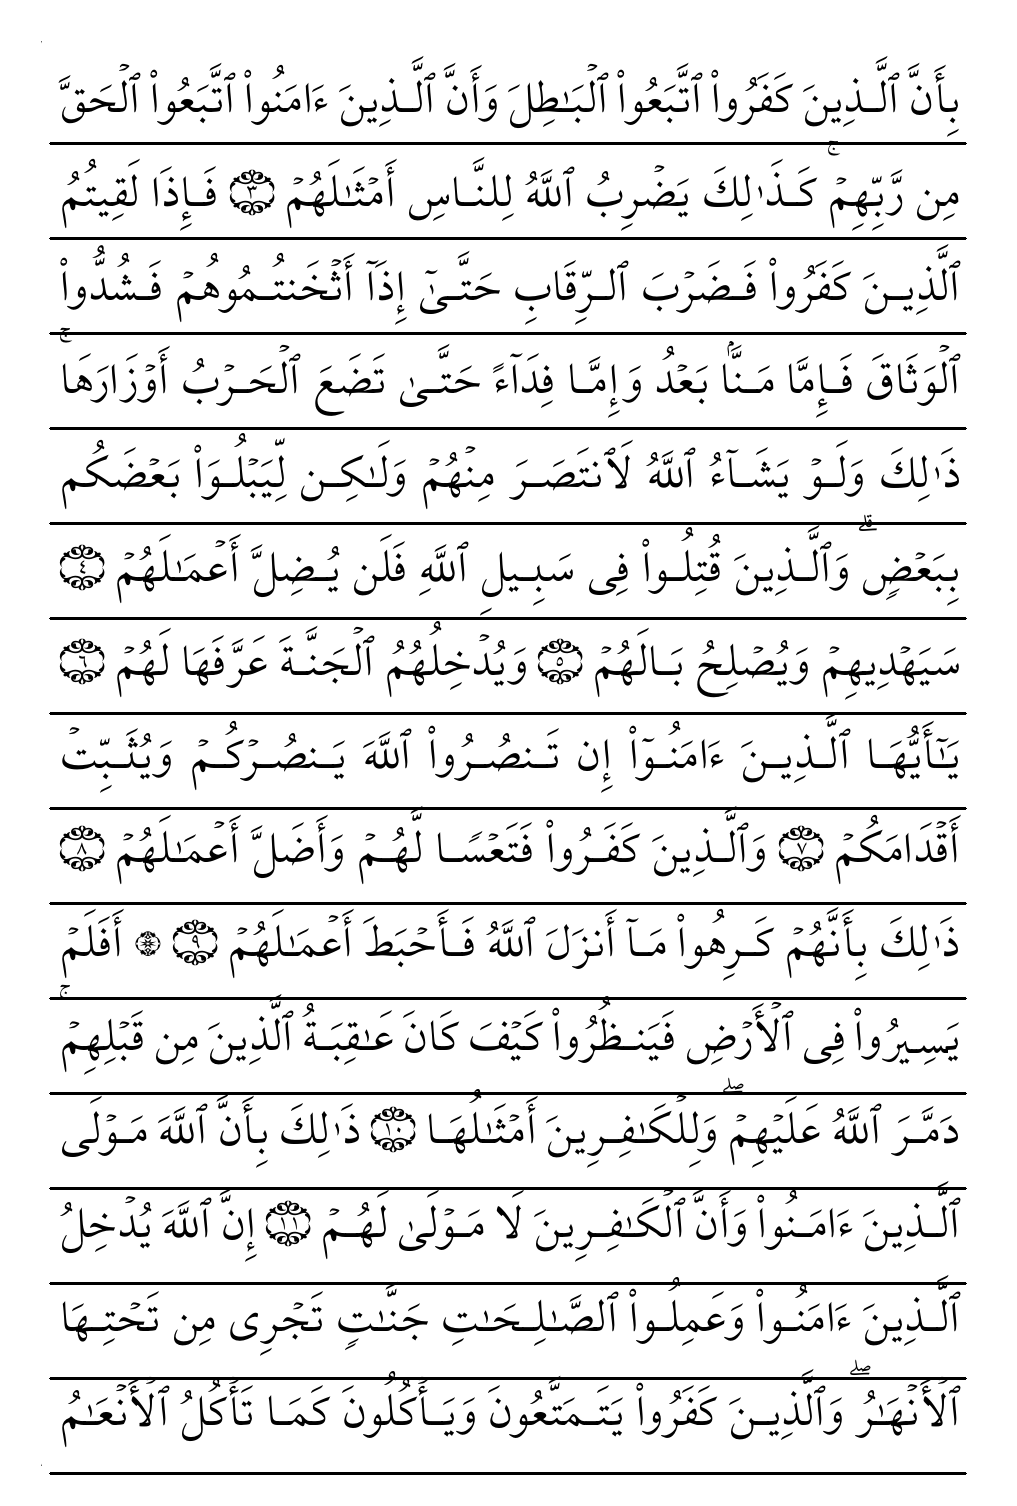 بِأَنَّ ٱلَّذِينَ كَفَرُوا۟ ٱتَّبَعُوا۟ ٱلْبَـٰطِلَ وَأَنَّ ٱلَّذِينَ ءَامَنُوا۟ ٱتَّبَعُوا۟ ٱلْحَقَّ
مِن رَّبِّهِمْ ۚ كَذَٰلِكَ يَضْرِبُ ٱللَّهُ لِلنَّاسِ أَمْثَـٰلَهُمْ ٣ فَإِذَا لَقِيتُمُ
ٱلَّذِينَ كَفَرُوا۟ فَضَرْبَ ٱلرِّقَابِ حَتَّىٰٓ إِذَآ أَثْخَنتُمُوهُمْ فَشُدُّوا۟
ٱلْوَثَاقَ فَإِمَّا مَنًّۢا بَعْدُ وَإِمَّا فِدَآءً حَتَّىٰ تَضَعَ ٱلْحَرْبُ أَوْزَارَهَا ۚ
ذَٰلِكَ وَلَوْ يَشَآءُ ٱللَّهُ لَٱنتَصَرَ مِنْهُمْ وَلَـٰكِن لِّيَبْلُوَا۟ بَعْضَكُم
بِبَعْضٍ ۗ وَٱلَّذِينَ قُتِلُوا۟ فِى سَبِيلِ ٱللَّهِ فَلَن يُضِلَّ أَعْمَـٰلَهُمْ ٤
سَيَهْدِيهِمْ وَيُصْلِحُ بَالَهُمْ ٥ وَيُدْخِلُهُمُ ٱلْجَنَّةَ عَرَّفَهَا لَهُمْ ٦
يَـٰٓأَيُّهَا ٱلَّذِينَ ءَامَنُوٓا۟ إِن تَنصُرُوا۟ ٱللَّهَ يَنصُرْكُمْ وَيُثَبِّتْ
أَقْدَامَكُمْ ٧ وَٱلَّذِينَ كَفَرُوا۟ فَتَعْسًا لَّهُمْ وَأَضَلَّ أَعْمَـٰلَهُمْ ٨
ذَٰلِكَ بِأَنَّهُمْ كَرِهُوا۟ مَآ أَنزَلَ ٱللَّهُ فَأَحْبَطَ أَعْمَـٰلَهُمْ ٩ ۞ أَفَلَمْ
يَسِيرُوا۟ فِى ٱلْأَرْضِ فَيَنظُرُوا۟ كَيْفَ كَانَ عَـٰقِبَةُ ٱلَّذِينَ مِن قَبْلِهِمْ ۚ
دَمَّرَ ٱللَّهُ عَلَيْهِمْ ۖ وَلِلْكَـٰفِرِينَ أَمْثَـٰلُهَا ١٠ ذَٰلِكَ بِأَنَّ ٱللَّهَ مَوْلَى
ٱلَّذِينَ ءَامَنُوا۟ وَأَنَّ ٱلْكَـٰفِرِينَ لَا مَوْلَىٰ لَهُمْ ١١ إِنَّ ٱللَّهَ يُدْخِلُ
ٱلَّذِينَ ءَامَنُوا۟ وَعَمِلُوا۟ ٱلصَّـٰلِحَـٰتِ جَنَّـٰتٍ تَجْرِى مِن تَحْتِهَا
ٱلْأَنْهَـٰرُ ۖ وَٱلَّذِينَ كَفَرُوا۟ يَتَمَتَّعُونَ وَيَأْكُلُونَ كَمَا تَأْكُلُ ٱلْأَنْعَـٰمُ